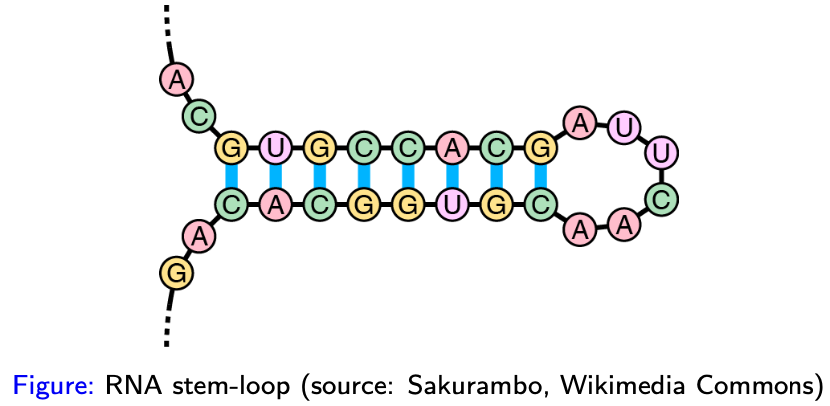 A
C
G U G C C A C G A U U
C A C G G U G C A A C
A
G
Figure: RNA stem-loop (source: Sakurambo, Wikimedia Commons)